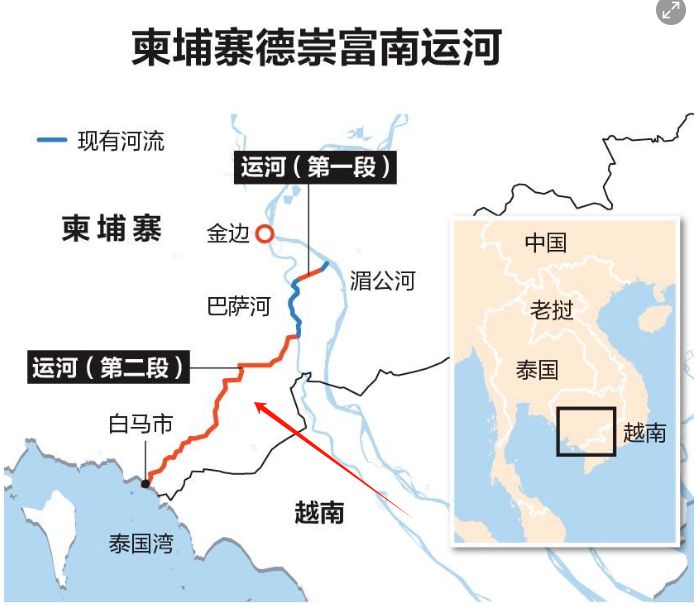 柬埔寨德崇富南运河
现有河流
运河（第一段）
柬埔寨
金边
湄公河
巴萨河
运河（第二段）
白马市
越南
泰国湾
中国
老挝
泰国
越南